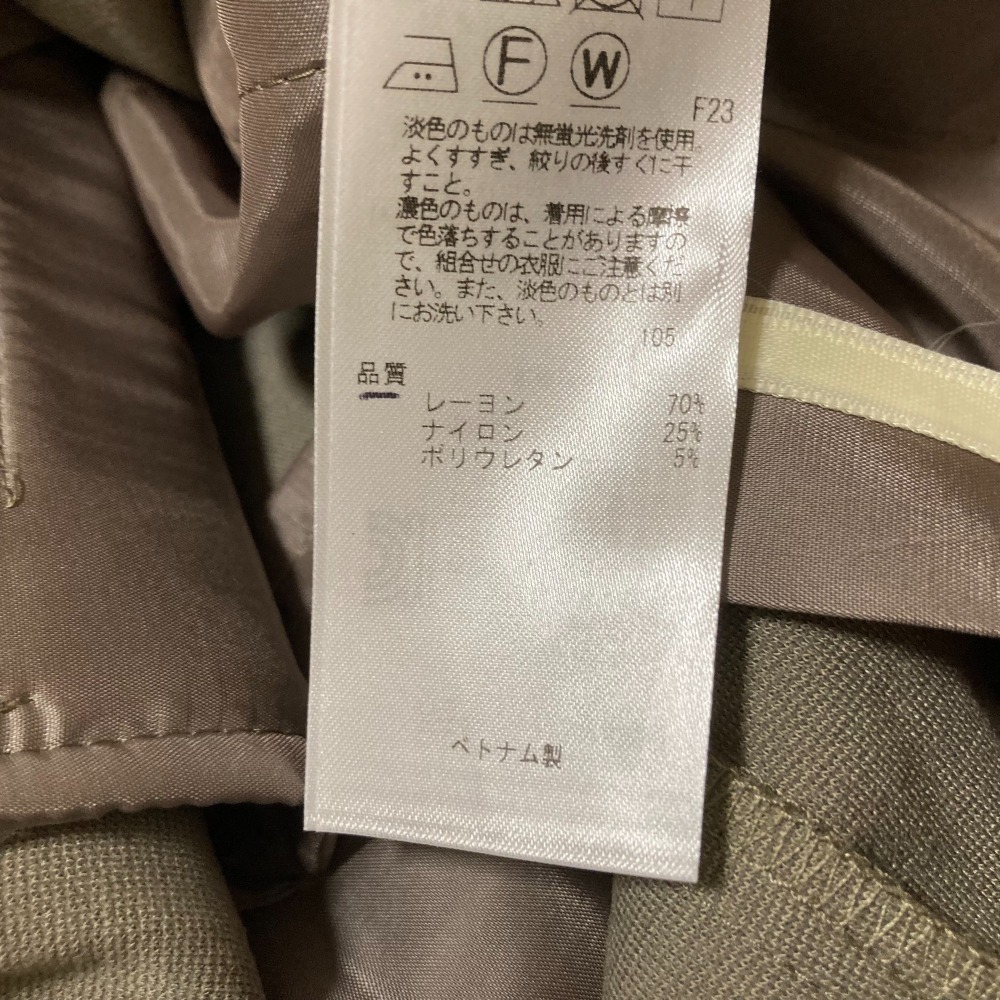 F W
F23
淡色のものは無蛍光洗剤を使用
よくすすぎ、絞りの後すぐに干
すこと。
濃色のものは、着用による摩擦
で色落ちすることがありますの
で、組合せの衣服にご注意くだ
さい。また、淡色のものとは別
にお洗い下さい。
105
品質
レーヨン 70%
ナイロン 25%
ポリウレタン 5%
ベトナム製